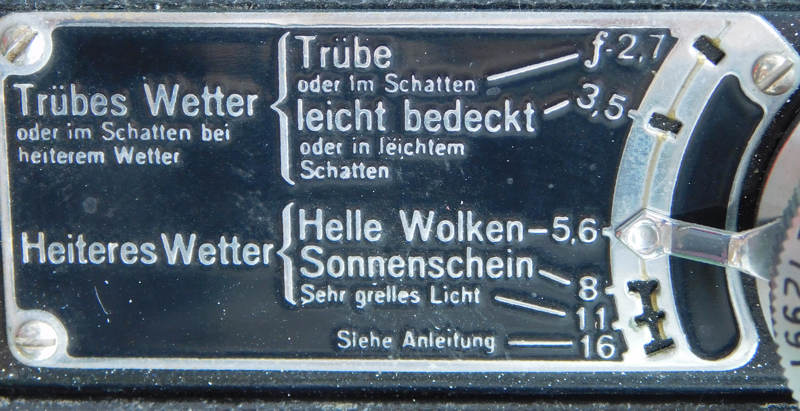 Trübes Wetter
oder im Schatten bei
heiterem Wetter
Trübe
oder im Schatten
f·2,7
leicht bedeckt
3,5
oder in leichtem
Schatten
Heiteres Wetter
Helle Wolken–5,6
Sonnenschein
8
Sehr grelles Licht
11
Siehe Anleitung
16